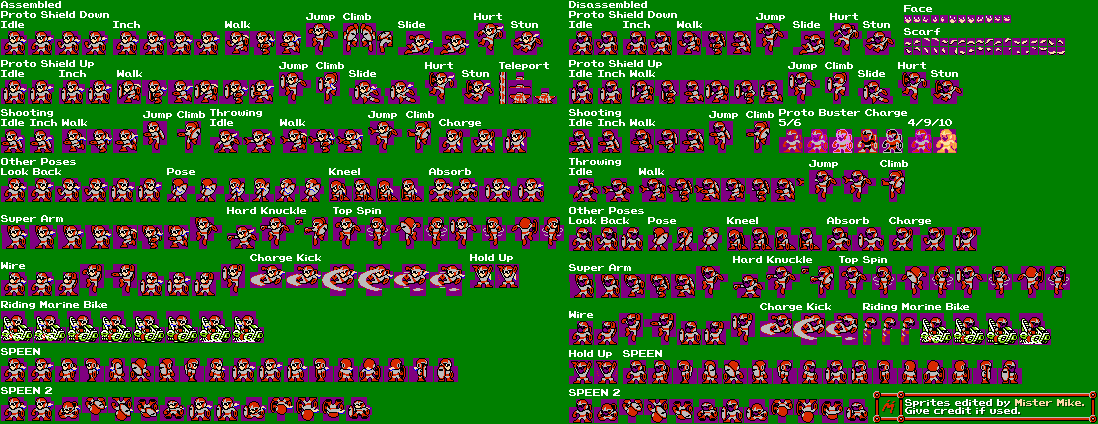 Assembled
Proto Shield Down
Idle Inch Walk Jump Climb Slide Hurt Stun
Proto Shield Up
Idle Inch Walk Jump Climb Slide Hurt Stun Teleport
Shooting
Idle Inch Walk Jump Climb
Throwing
Idle Walk Jump Climb Charge
Other Poses
Look Back Pose Kneel Absorb
Super Arm Hard Knuckle Top Spin
Wire Charge Kick Hold Up
Riding Marine Bike
SPEEN
SPEEN 2
Disassembled
Proto Shield Down
Idle Inch Walk Jump Slide Hurt Stun
Face
Scarf
Proto Shield Up
Idle Inch Walk Jump Climb Slide Hurt Stun
Shooting
Idle Inch Walk Jump Climb
Proto Buster Charge
5/6 4/9/10
Throwing
Idle Walk Jump Climb
Other Poses
Look Back Pose Kneel Absorb Charge
Super Arm Hard Knuckle Top Spin
Wire Charge Kick Riding Marine Bike
Hold Up SPEEN
SPEEN 2
Sprites edited by Mister Mike.
Give credit if used.